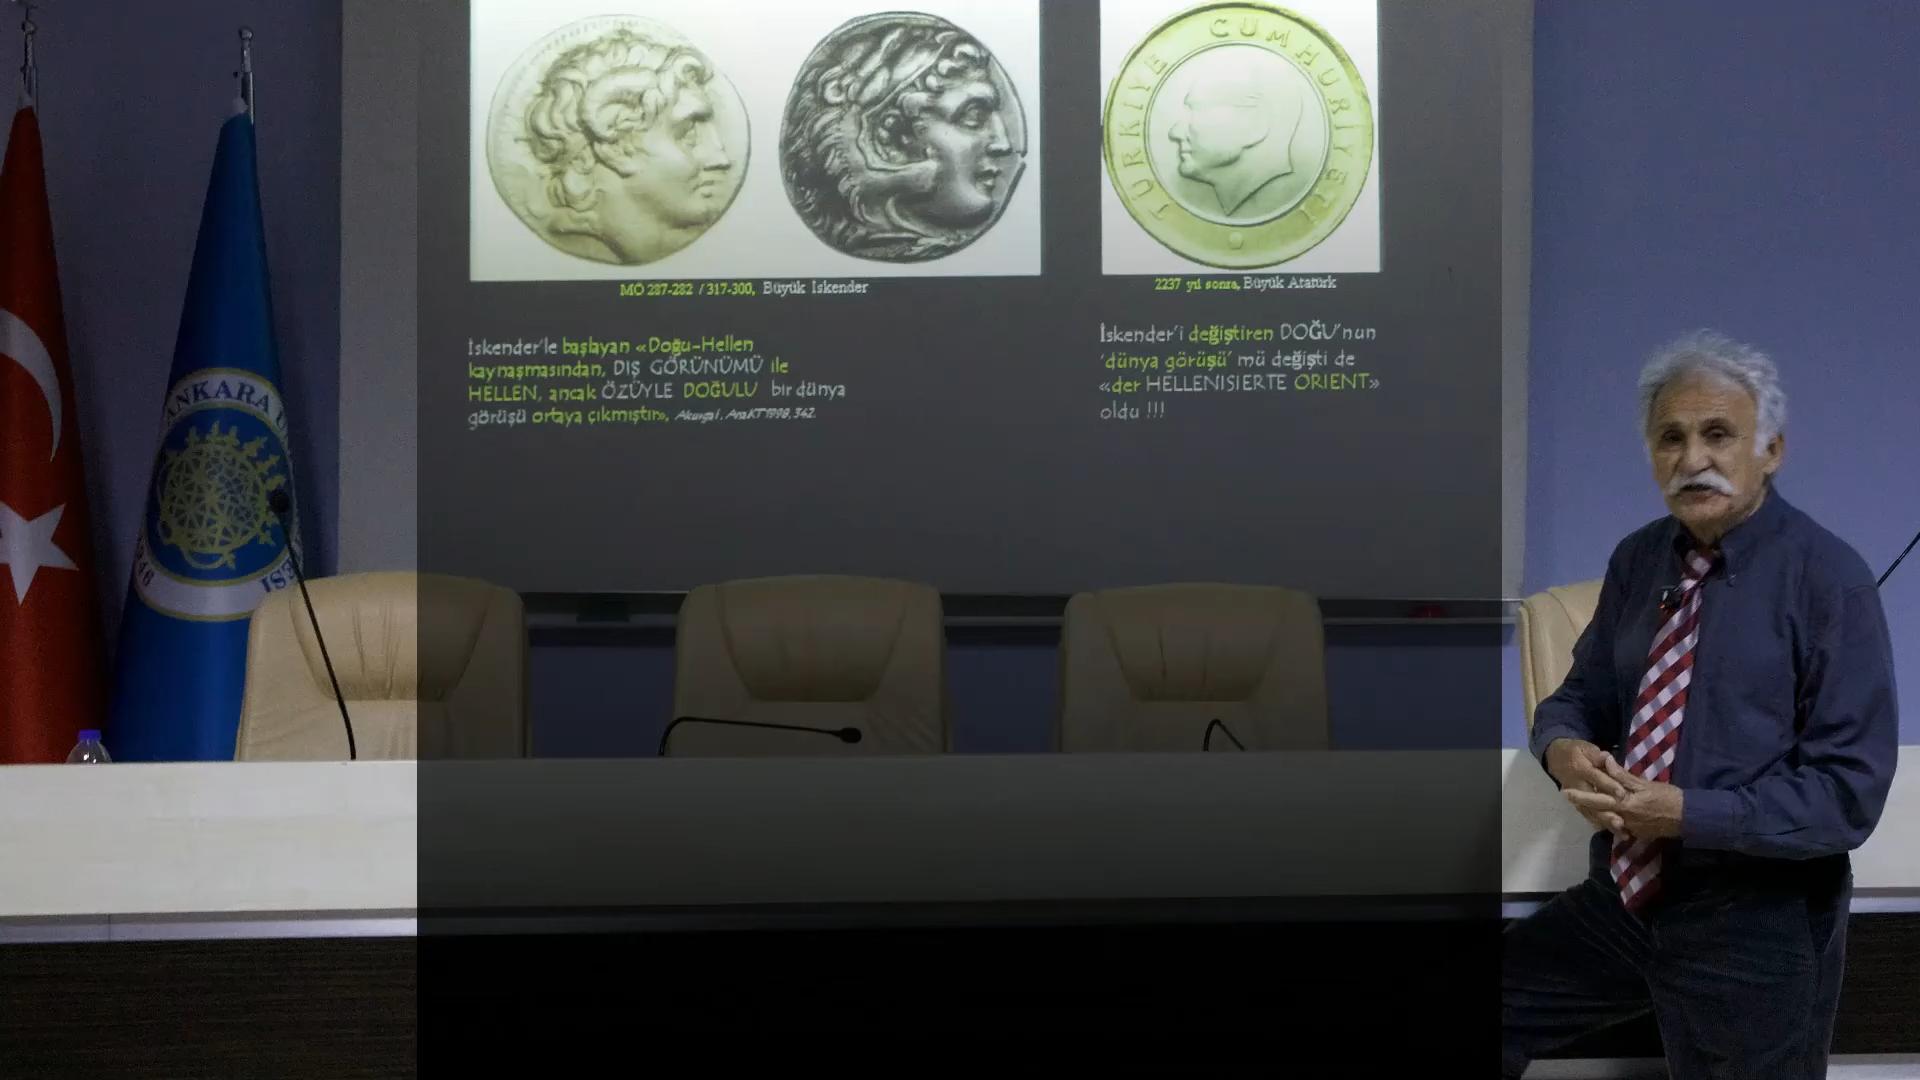 TÜRKİYE CUMHURİYETİ
MÖ 287-282 / 317-300, Büyük İskender
2237 yıl sonra, Büyük Atatürk
İskender'le başlayan «Doğu-Hellen
kaynaşmasından, DIŞ GÖRÜNÜMÜ ile
HELLEN, ancak ÖZÜYLE DOĞULU bir dünya
görüşü ortaya çıkmıştır», Akurgal, AnaKT 1998, 342.
İskender'i değiştiren DOĞU'nun
'dünya görüşü' mü değişti de
«der HELLENISIERTE ORIENT»
oldu !!!
ANKARA